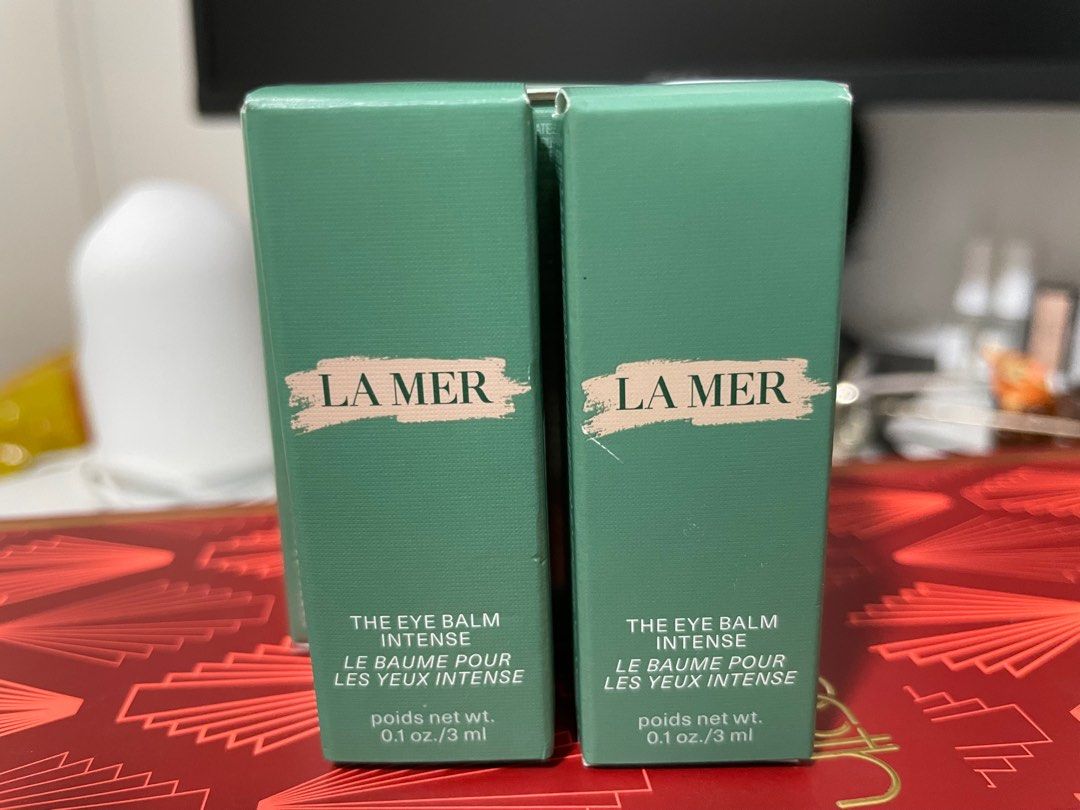 LA MER
THE EYE BALM
INTENSE
LE BAUME POUR
LES YEUX INTENSE
poids net wt.
0.1 oz./3 ml
LA MER
THE EYE BALM
INTENSE
LE BAUME POUR
LES YEUX INTENSE
poids net wt.
0.1 oz./3 ml